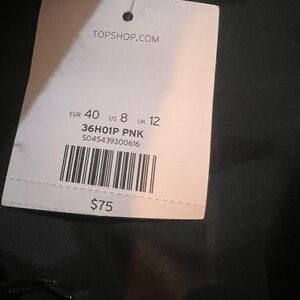 TOPSHOP.COM
EUR 40 US 8 UK 12
36H01P PNK
5045439300616
$75